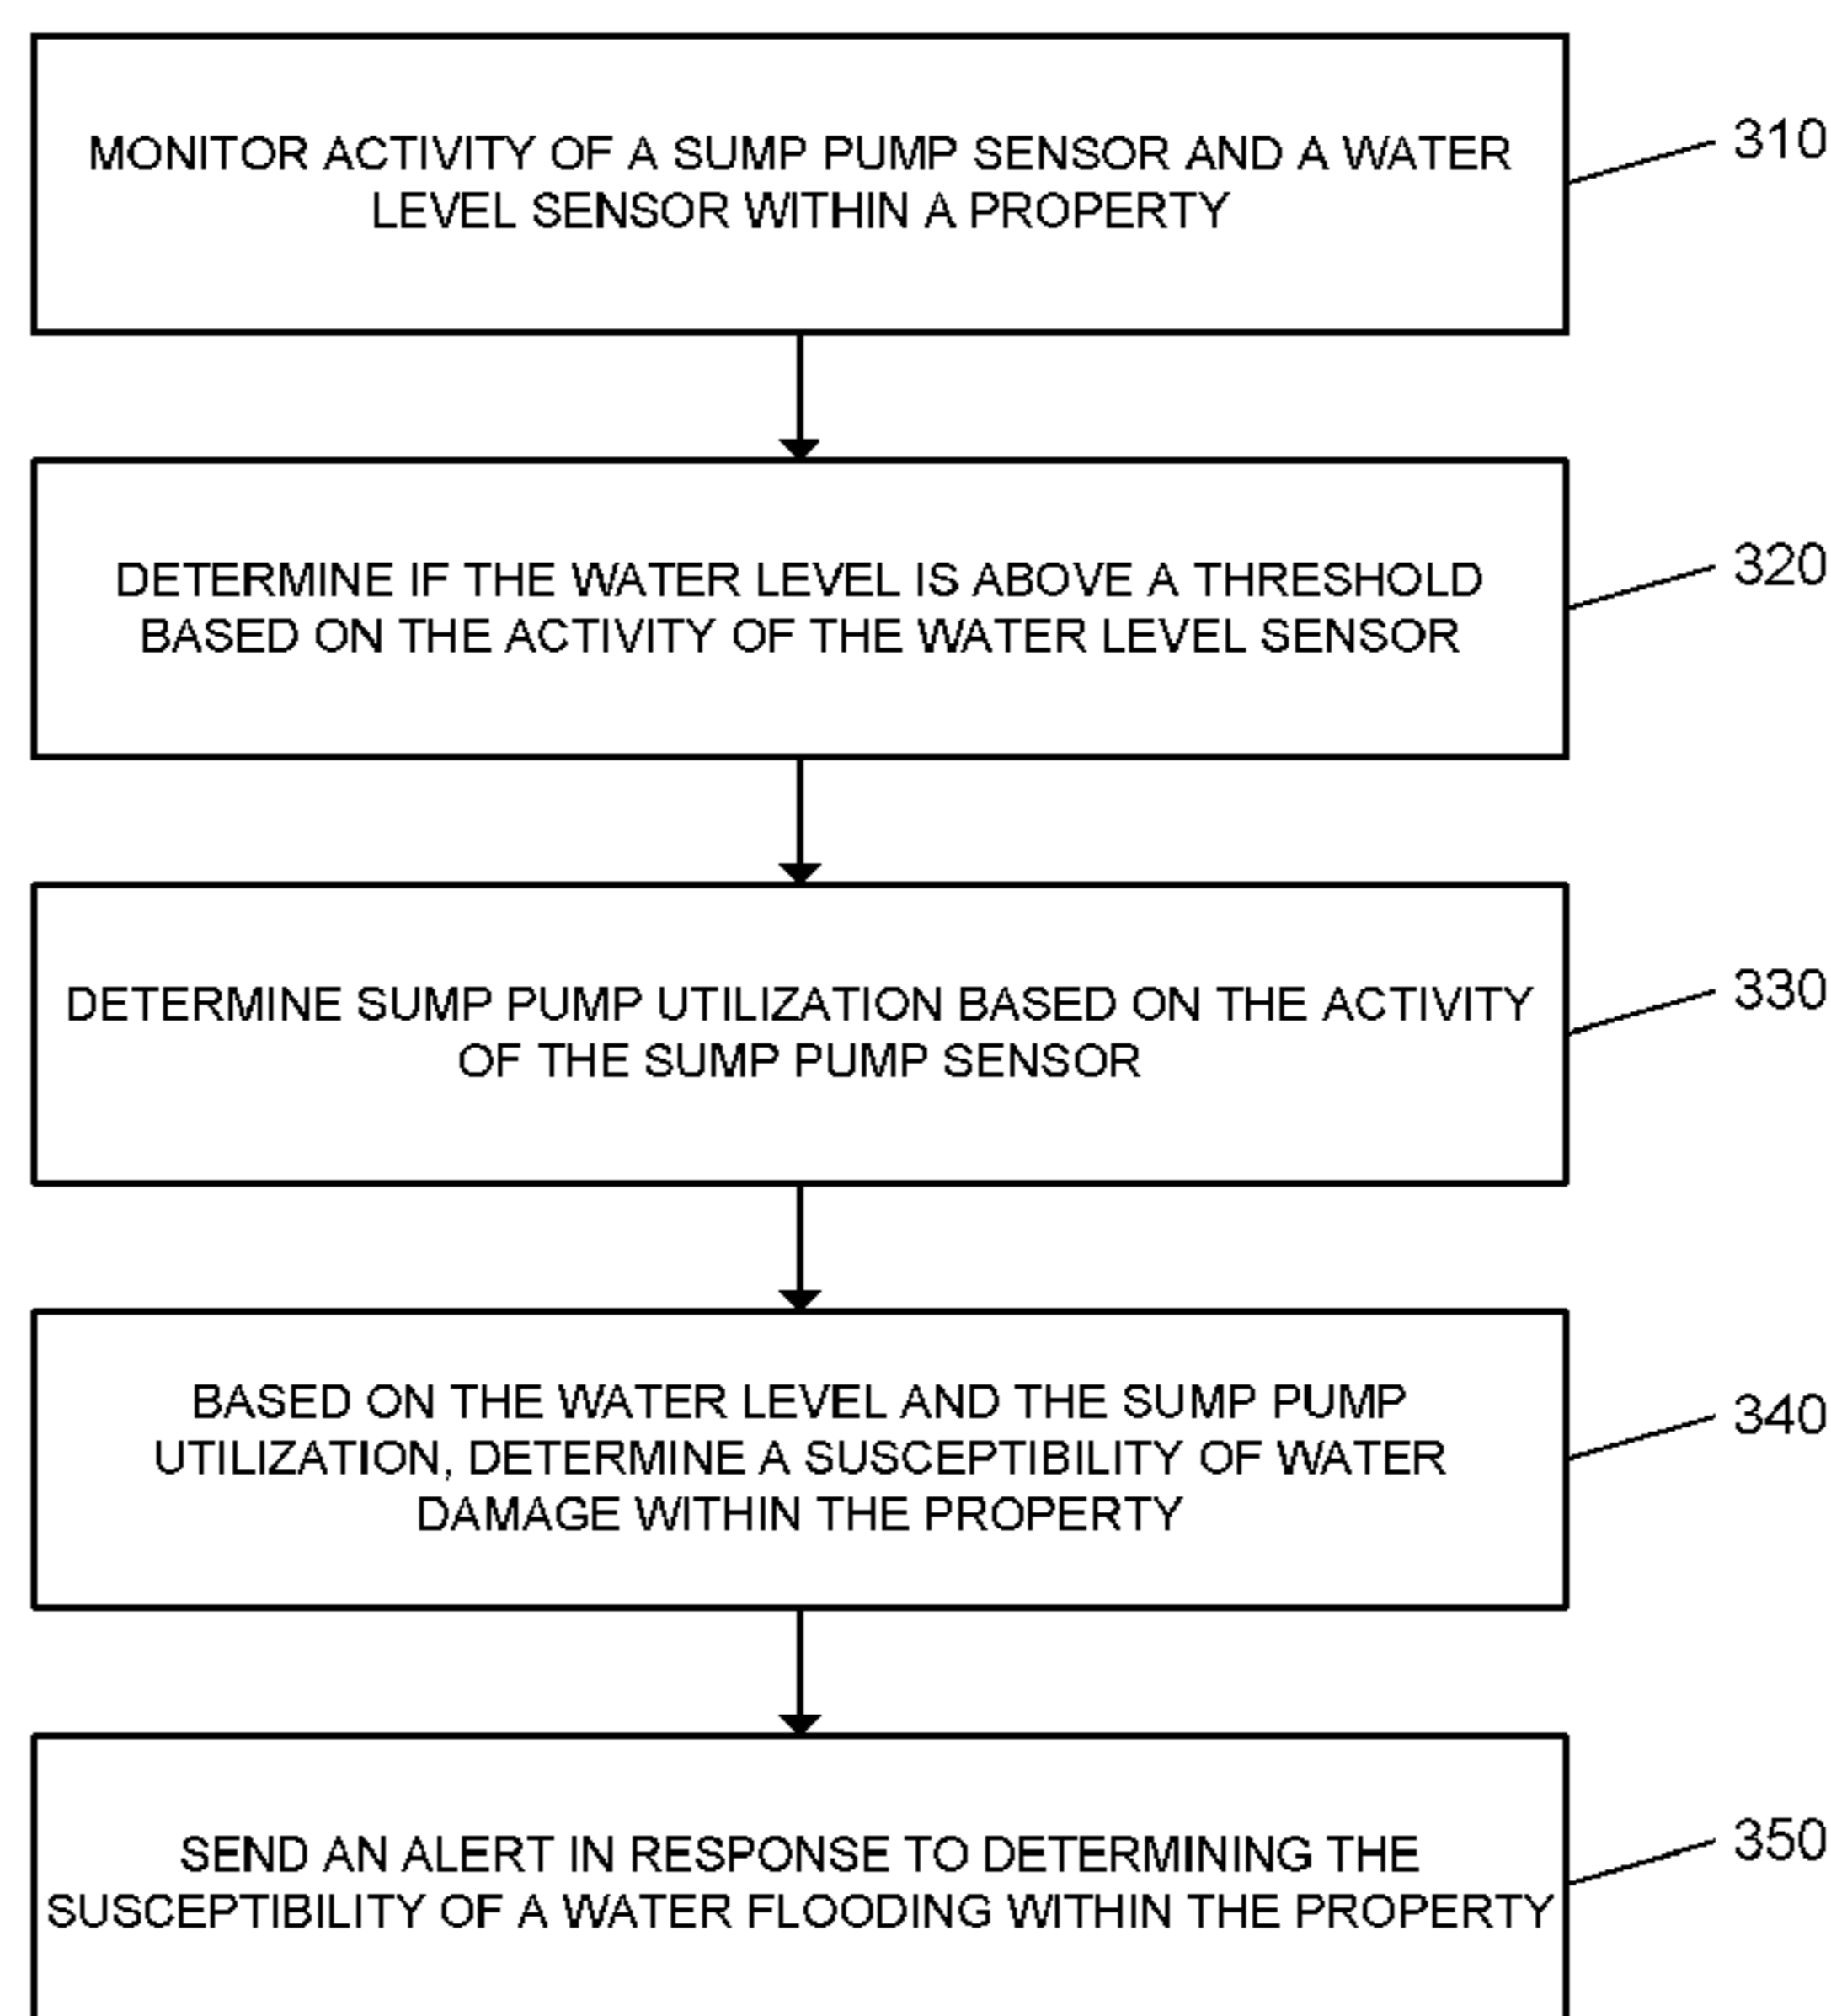 MONITOR ACTIVITY OF A SUMP PUMP SENSOR AND A WATER
LEVEL SENSOR WITHIN A PROPERTY
310
DETERMINE IF THE WATER LEVEL IS ABOVE A THRESHOLD
BASED ON THE ACTIVITY OF THE WATER LEVEL SENSOR
320
DETERMINE SUMP PUMP UTILIZATION BASED ON THE ACTIVITY
OF THE SUMP PUMP SENSOR
330
BASED ON THE WATER LEVEL AND THE SUMP PUMP
UTILIZATION, DETERMINE A SUSCEPTIBILITY OF WATER
DAMAGE WITHIN THE PROPERTY
340
SEND AN ALERT IN RESPONSE TO DETERMINING THE
SUSCEPTIBILITY OF A WATER FLOODING WITHIN THE PROPERTY
350